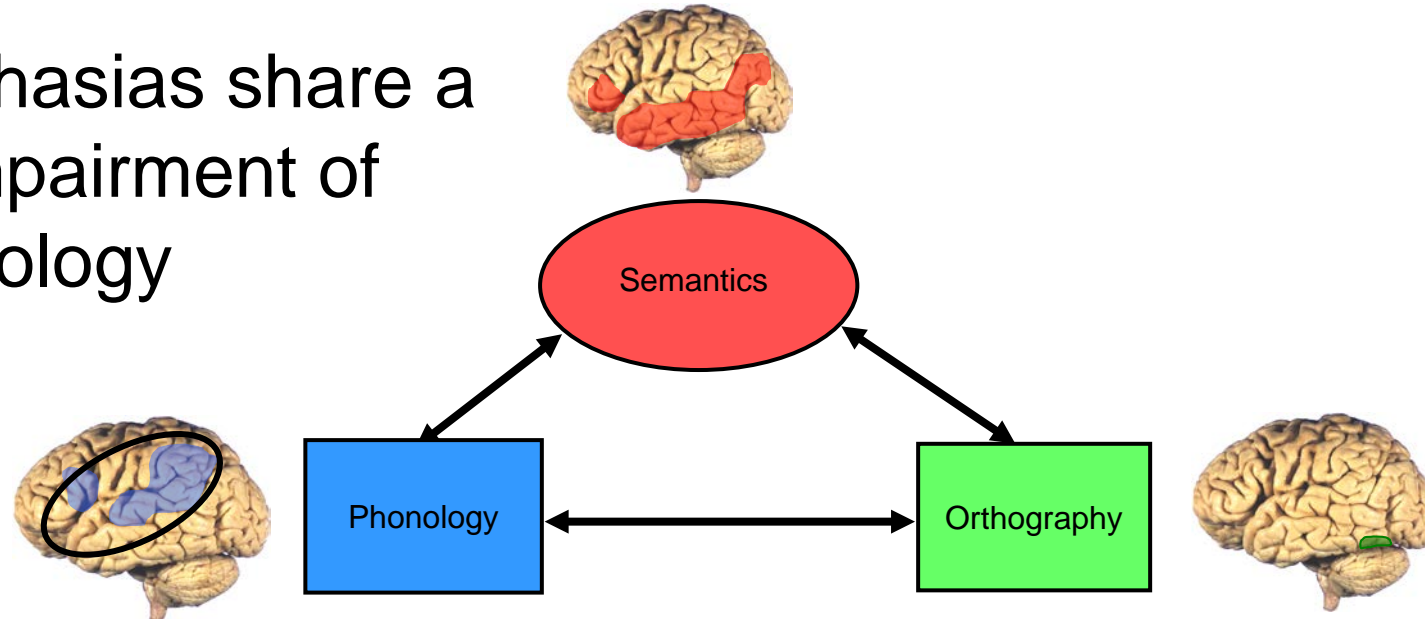 hasias share a
pairment of
ology
Semantics
Phonology
Orthography